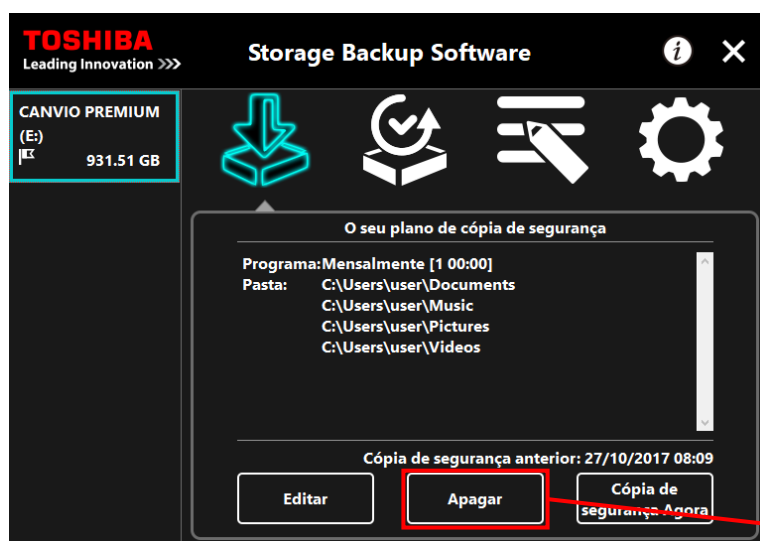 TOSHIBA
Leading Innovation >>>
Storage Backup Software
i
CANVIO PREMIUM
(E:)
931.51 GB
O seu plano de cópia de segurança
Programa:Mensalmente [1 00:00]
Pasta: C:\Users\user\Documents
C:\Users\user\Music
C:\Users\user\Pictures
C:\Users\user\Videos
Cópia de segurança anterior: 27/10/2017 08:09
Editar
Apagar
Cópia de
segurança Agora